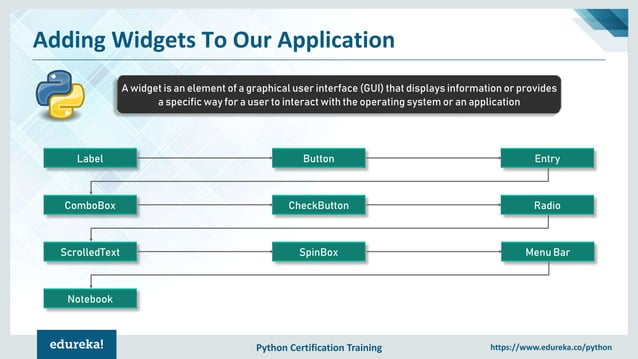 Adding Widgets To Our Application
A widget is an element of a graphical user interface (GUI) that displays information or provides
a specific way for a user to interact with the operating system or an application
Label
Button
Entry
ComboBox
CheckButton
Radio
ScrolledText
SpinBox
Menu Bar
Notebook
edureka!
Python Certification Training
https://www.edureka.co/python